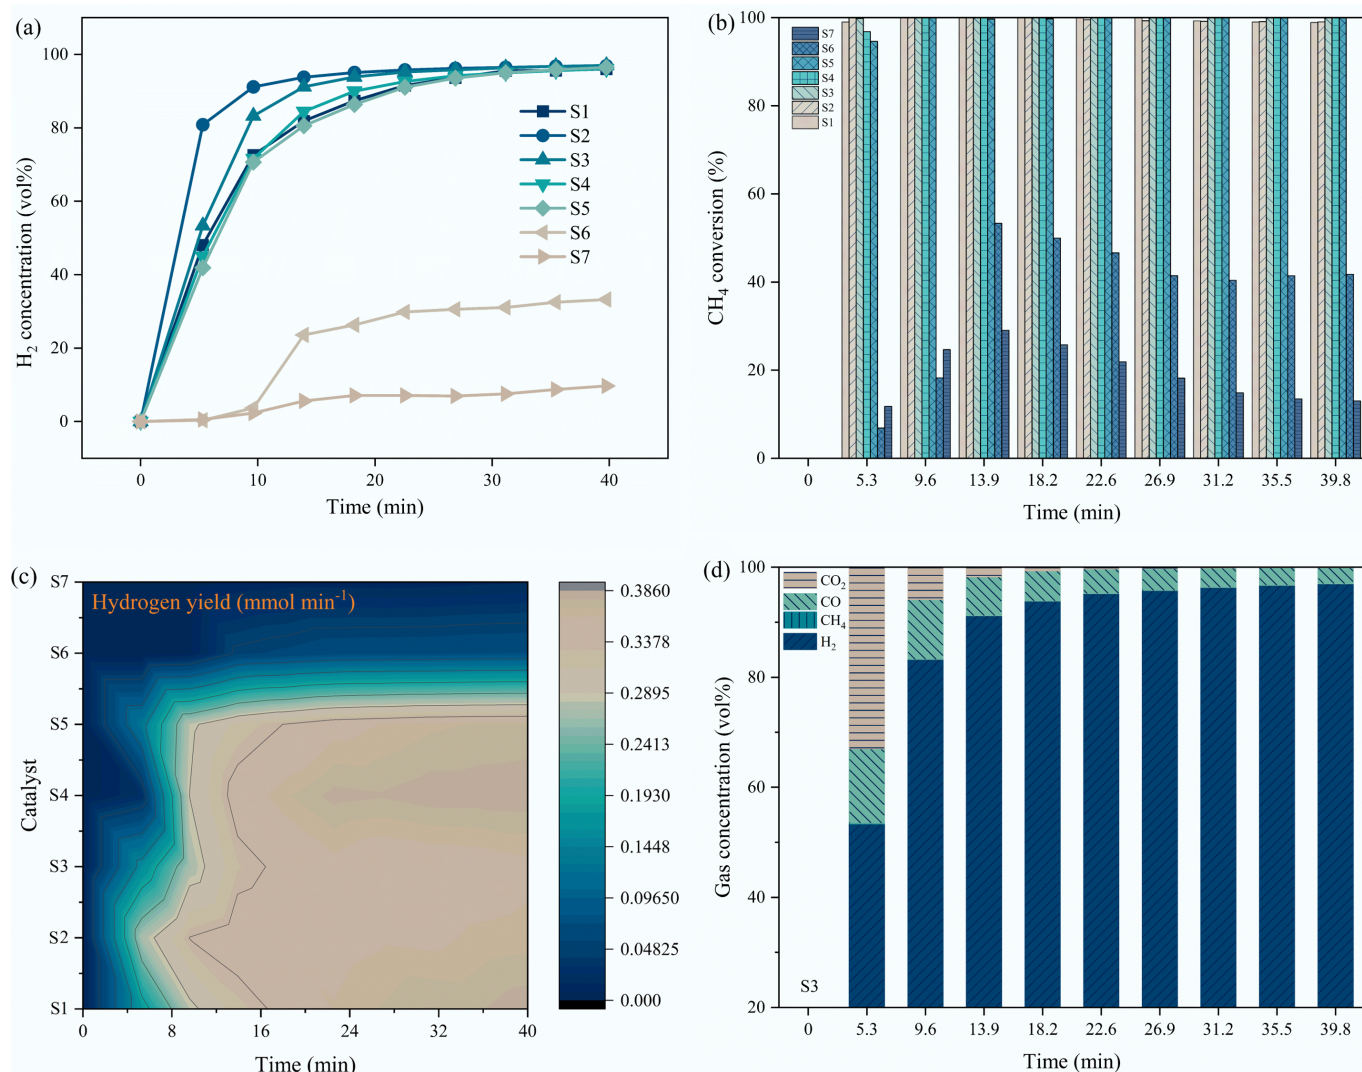 (a)
H₂ concentration (vol%)
100
80
60
40
20
0
S1
S2
S3
S4
S5
S6
S7
0 10 20 30 40
Time (min)
(b)
CH₄ conversion (%)
100
80
60
40
20
0
S7
S6
S5
S4
S3
S2
S1
0 5.3 9.6 13.9 18.2 22.6 26.9 31.2 35.5 39.8
Time (min)
(c)
Hydrogen yield (mmol min⁻¹)
Catalyst
S7
S6
S5
S4
S3
S2
S1
0 8 16 24 32 40
Time (min)
0.3860
0.3378
0.2895
0.2413
0.1930
0.1448
0.09650
0.04825
0.000
(d)
Gas concentration (vol%)
100
80
60
40
20
CO₂
CO
CH₄
H₂
S3
0 5.3 9.6 13.9 18.2 22.6 26.9 31.2 35.5 39.8
Time (min)